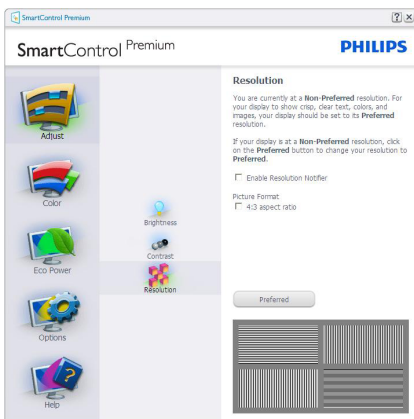 SmartControl Premium
SmartControl Premium
PHILIPS
Adjust
Color
Eco Power
Options
Help
Brightness
Contrast
Resolution
Resolution
You are currently at a Non-Preferred resolution. For
your display to show crisp, clear text, colors, and
images, your display should be set to its Preferred
resolution.
If your display is at a Non-Preferred resolution, click
on the Preferred button to change your resolution to
Preferred.
Enable Resolution Notifier
Picture Format
4:3 aspect ratio
Preferred